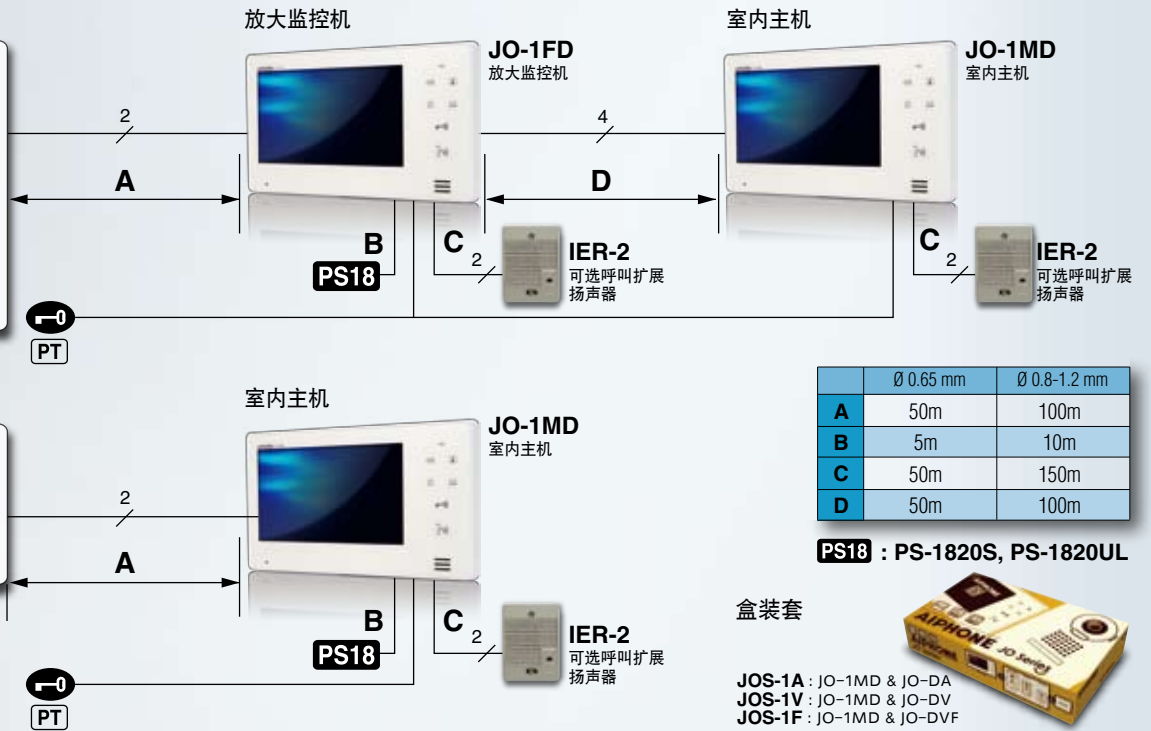 放大监控机
室内主机
JO-1FD
放大监控机
JO-1MD
室内主机
2
4
A
D
B
C
2
PS18
IER-2
可选呼叫扩展
扬声器
C
2
IER-2
可选呼叫扩展
扬声器
PT
室内主机
JO-1MD
室内主机
2
A
B
C
2
PS18
IER-2
可选呼叫扩展
扬声器
PT
Ø 0.65 mm Ø 0.8-1.2 mm
A 50m 100m
B 5m 10m
C 50m 150m
D 50m 100m
PS18 : PS-1820S, PS-1820UL
盒装套
AIPHONE JO Series
JOS-1A : JO-1MD & JO-DA
JOS-1V : JO-1MD & JO-DV
JOS-1F : JO-1MD & JO-DVF